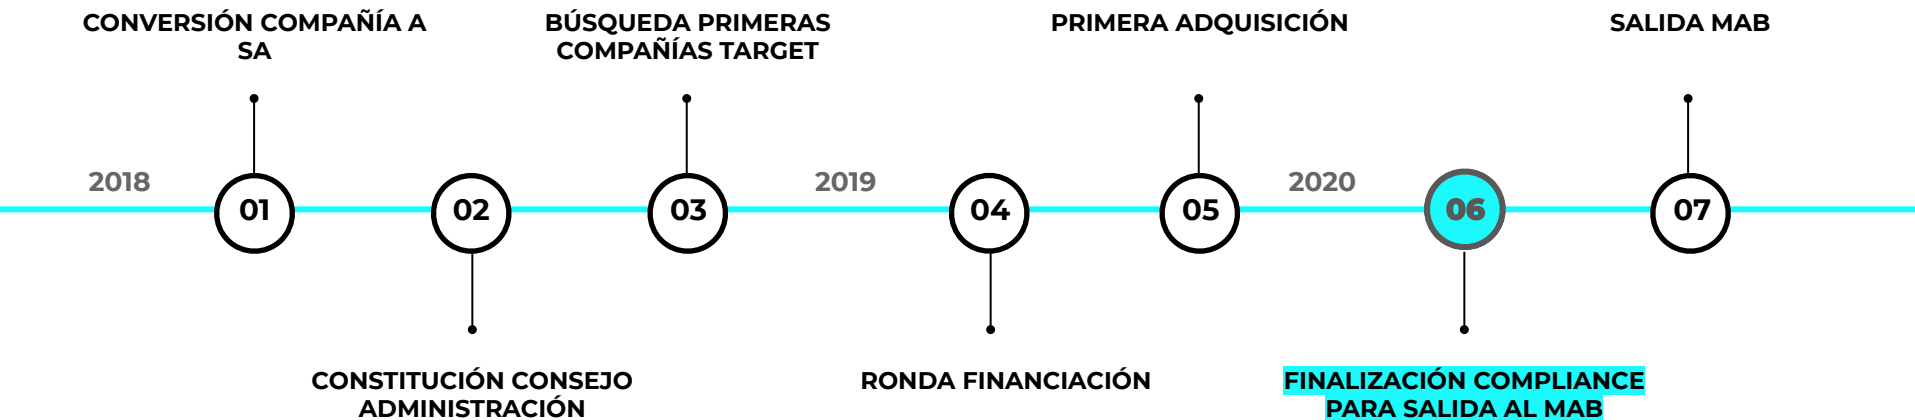 CONVERSIÓN COMPAÑÍA A
SA
BÚSQUEDA PRIMERAS
COMPAÑÍAS TARGET
PRIMERA ADQUISICIÓN
SALIDA MAB
2018
01
02
03
2019
04
05
2020
06
07
CONSTITUCIÓN CONSEJO
ADMINISTRACIÓN
RONDA FINANCIACIÓN
FINALIZACIÓN COMPLIANCE
PARA SALIDA AL MAB